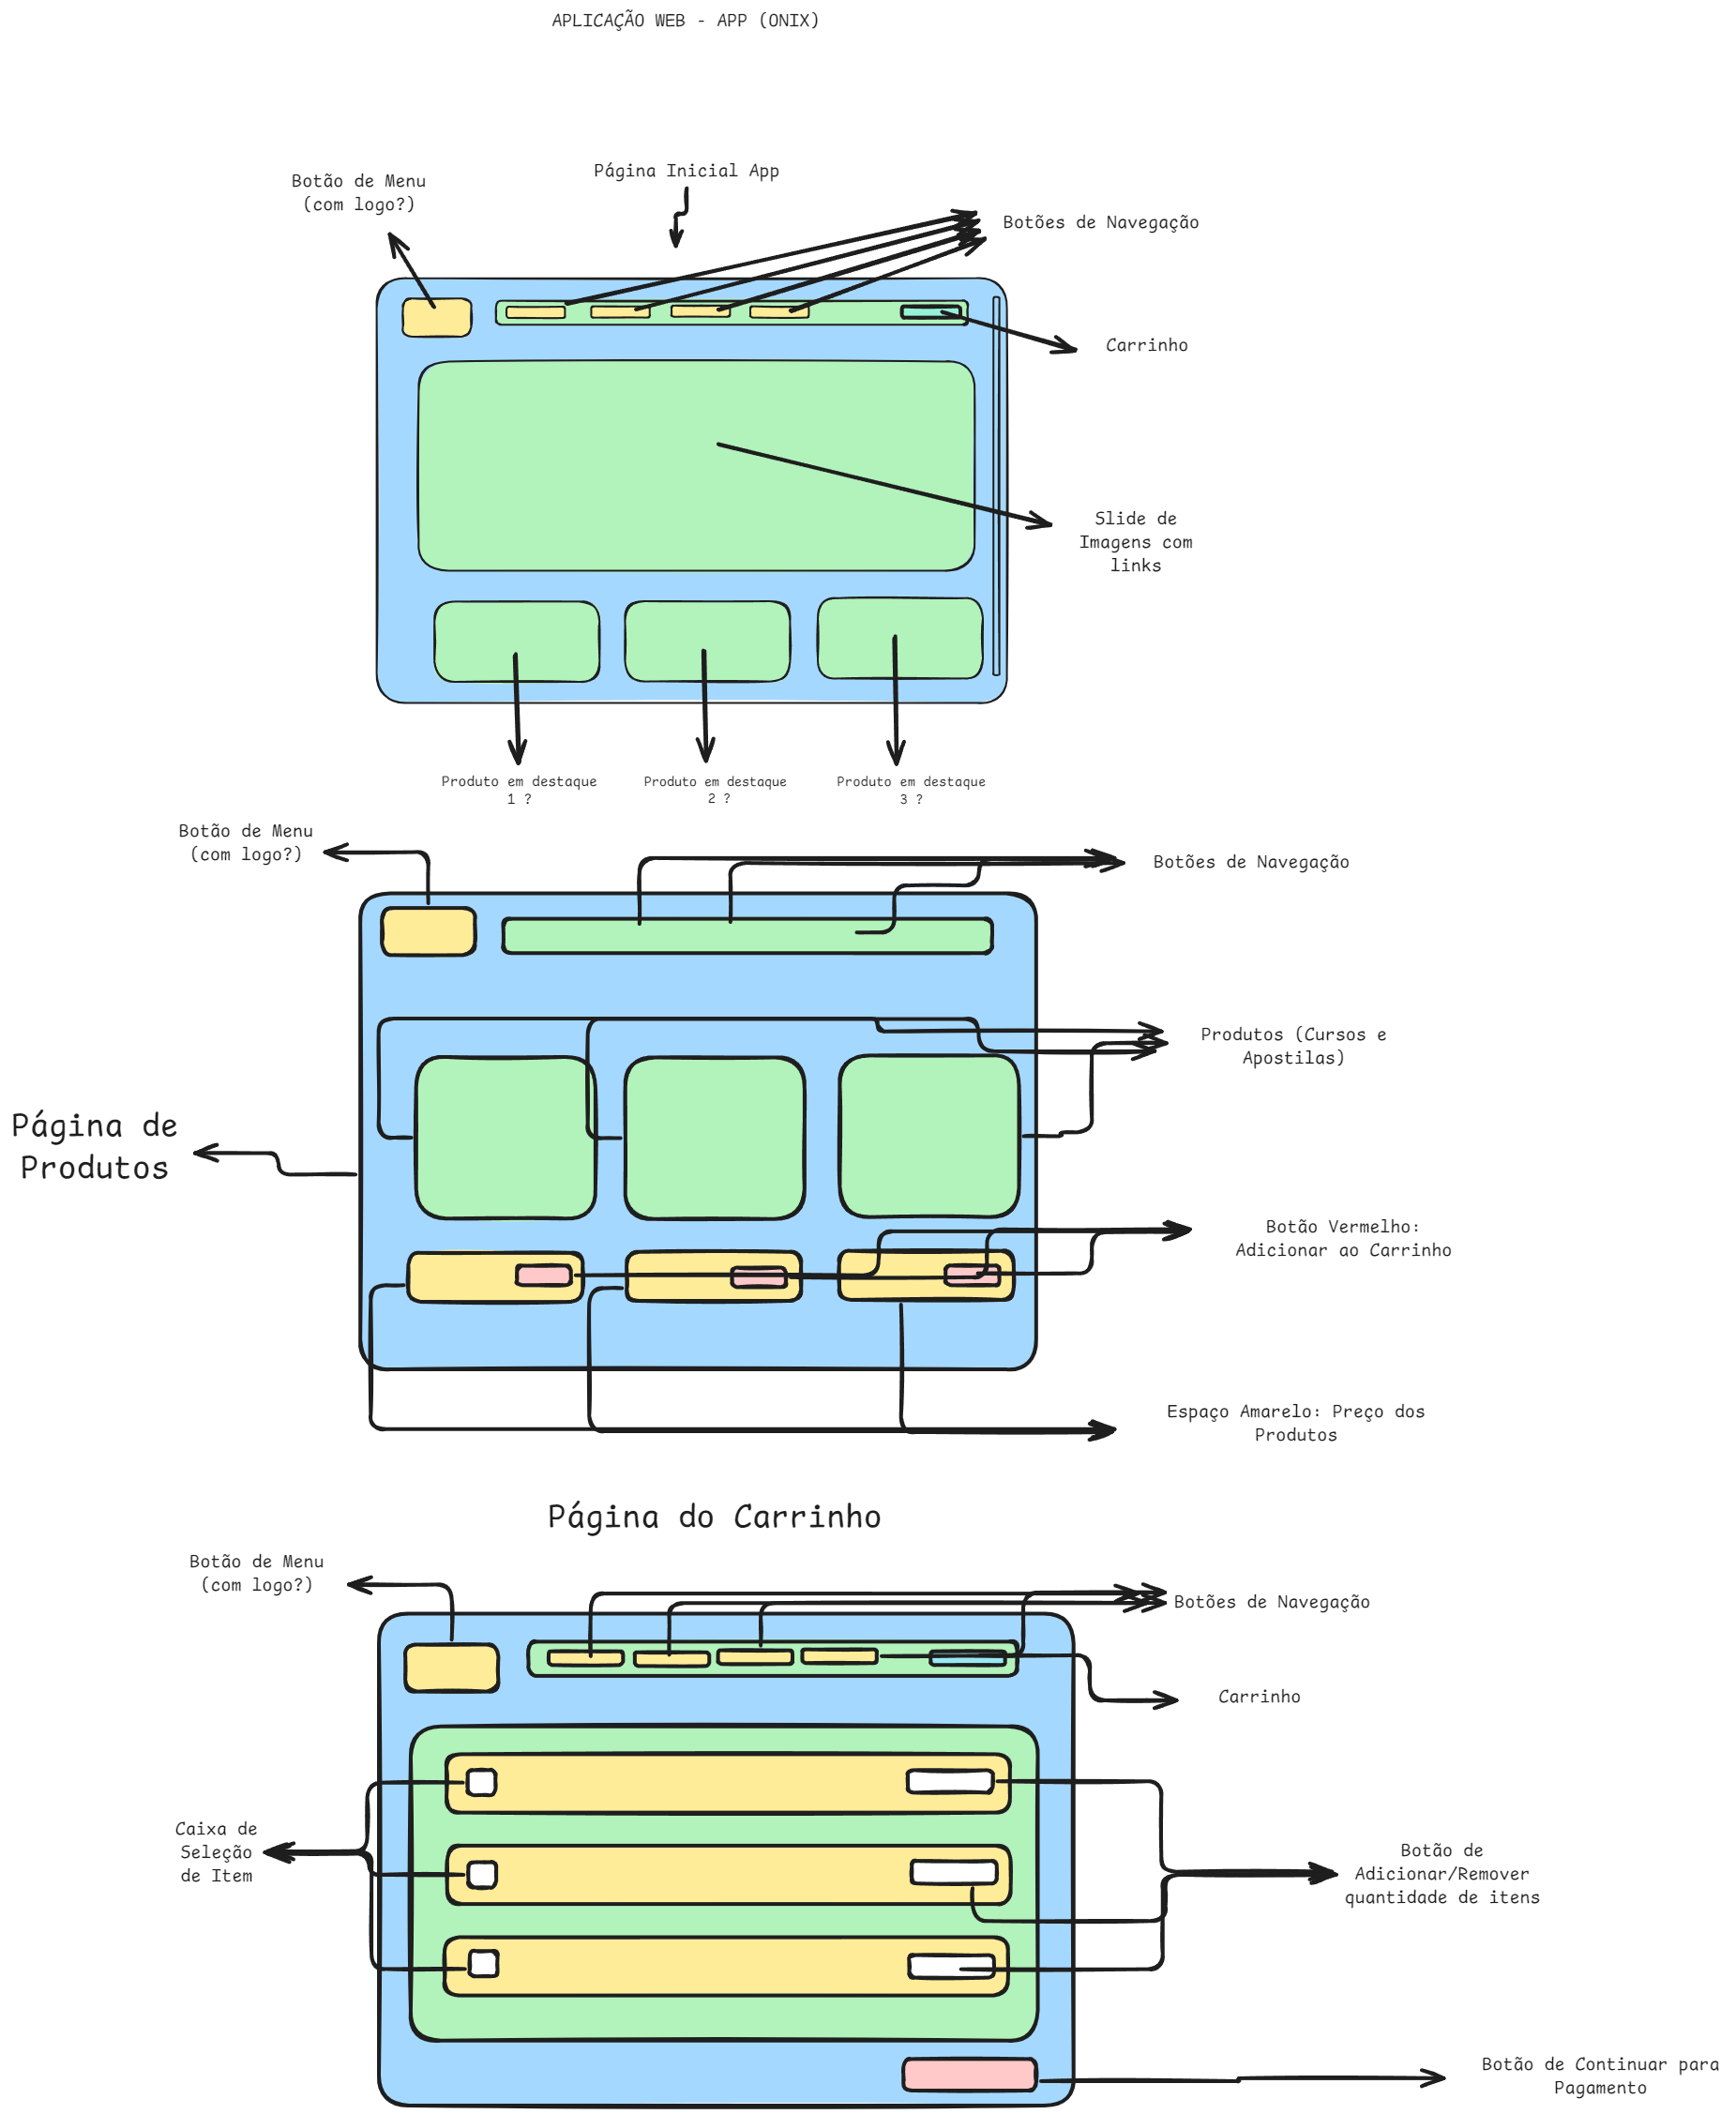 APLICAÇÃO WEB - APP (ONIX)
Página Inicial App
Botão de Menu
(com logo?)
Botões de Navegação
Carrinho
Slide de
Imagens com
links
Produto em destaque
1 ?
Produto em destaque
2 ?
Produto em destaque
3 ?
Botão de Menu
(com logo?)
Botões de Navegação
Produtos (Cursos e
Apostilas)
Página de
Produtos
Botão Vermelho:
Adicionar ao Carrinho
Espaço Amarelo: Preço dos
Produtos
Página do Carrinho
Botão de Menu
(com logo?)
Botões de Navegação
Carrinho
Caixa de
Seleção
de Item
Botão de
Adicionar/Remover
quantidade de itens
Botão de Continuar para
Pagamento